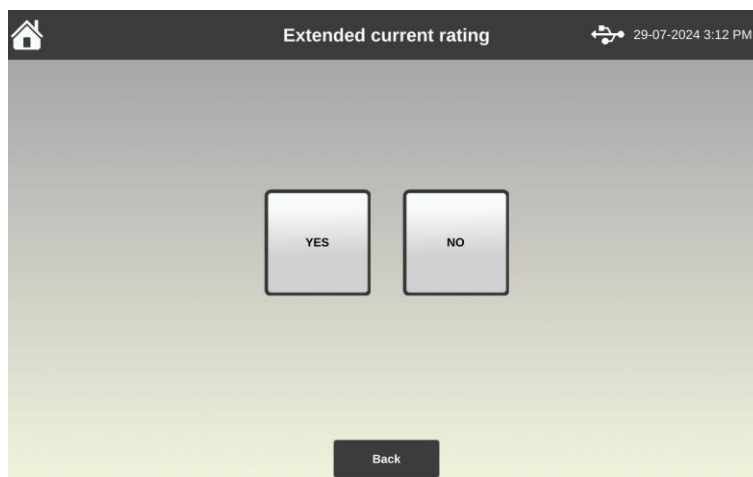 Extended current rating
29-07-2024 3:12 PM
YES
NO
Back